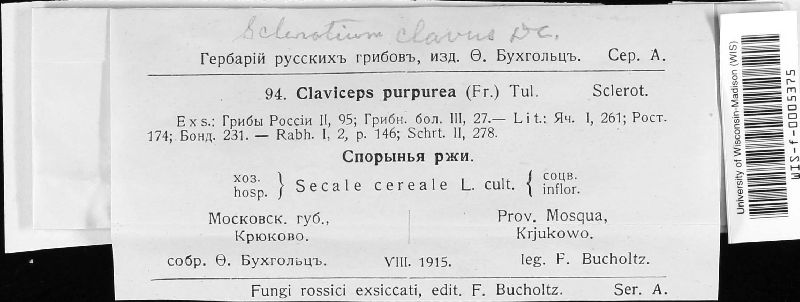 Sclerotium clavus DC.
Гербарій русскихъ грибовъ, изд. Ѳ. Бухгольцъ. Сер. А.
94. Claviceps purpurea (Fr.) Tul. Sclerot.
Exs.: Грибы Россіи II, 95; Грибн. бол. III, 27.— Lit.: Яч. I, 261; Рост.
174; Бонд. 231. — Rabh. I, 2, p. 146; Schrt. II, 278.
Спорынья ржи.
хоз. hosp. } Secale cereale L. cult. { соцв. inflor.
Московск. губ., Prov. Mosqua,
Крюково. Krjukowo.
собр. Ѳ. Бухгольцъ. VIII. 1915. leg. F. Bucholtz.
Fungi rossici exsiccati, edit. F. Bucholtz. Ser. A.
University of Wisconsin-Madison (WIS)
WIS-f-0005375